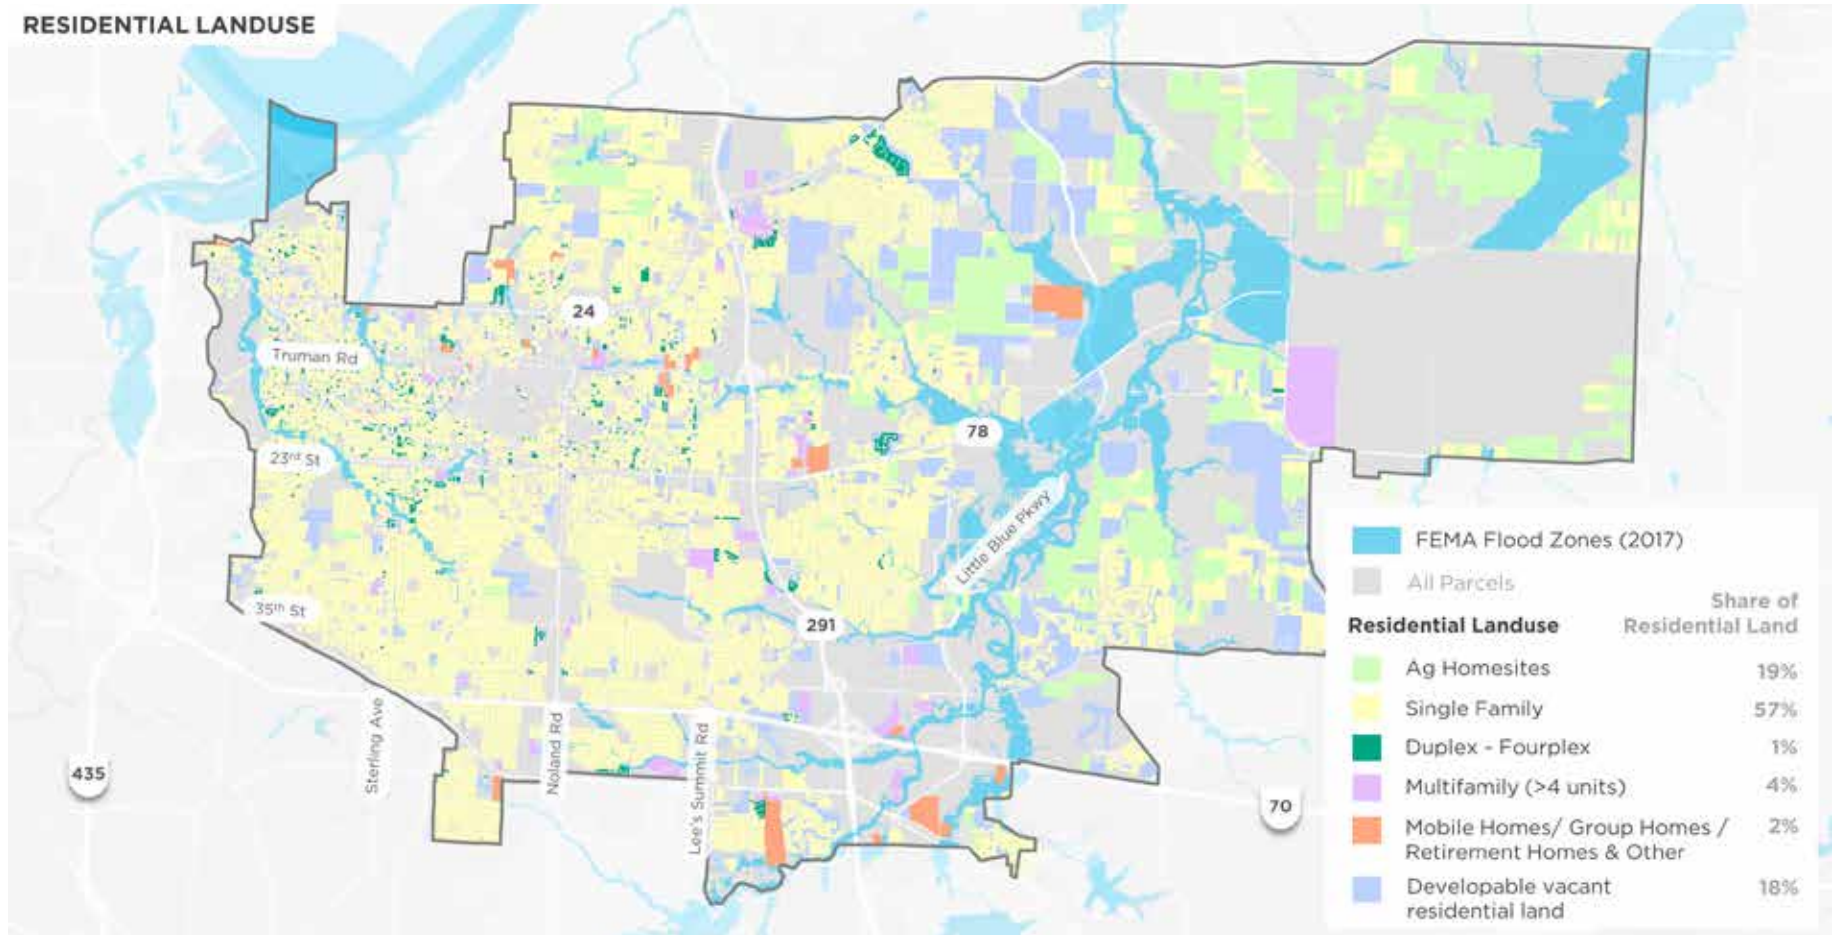 RESIDENTIAL LANDUSE
24
Truman Rd
78
23rd St
Little Blue Pkwy
35th St
291
Sterling Ave
Noland Rd
Lee's Summit Rd
435
70
FEMA Flood Zones (2017)
All Parcels
Share of
Residential Landuse Residential Land
Ag Homesites 19%
Single Family 57%
Duplex - Fourplex 1%
Multifamily (>4 units) 4%
Mobile Homes/ Group Homes / 2%
Retirement Homes & Other
Developable vacant 18%
residential land